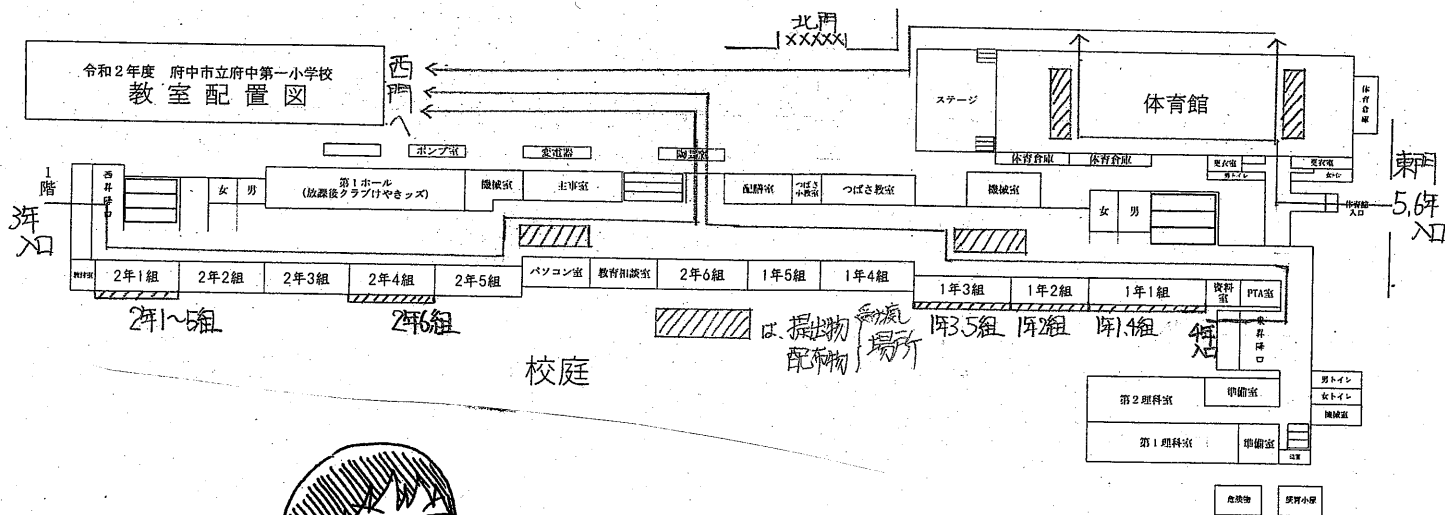 北門
令和2年度 府中市立府中第一小学校
教室配置図
西門へ
ステージ
体育館
体育倉庫
ポンプ室
変電器
陶芸室
体育倉庫
体育倉庫
更衣室
男トイレ
更衣室
女トイレ
東門
1階
西昇降口
女
男
第1ホール
(放課後クラブけやきッズ)
機械室
主事室
配膳室
つばさ小教室
つばさ教室
機械室
女
男
体育館入口
5,6年入口
3年入口
教材室
2年1組
2年2組
2年3組
2年4組
2年5組
パソコン室
教育相談室
2年6組
1年5組
1年4組
1年3組
1年2組
1年1組
資料室
PTA室
2年1~5組
2年6組
は、提出物
配布物
受け渡し
場所
1年3.5組
1年2組
1年1.4組
4年入口
東昇降口
校庭
第2理科室
準備室
男トイレ
女トイレ
機械室
第1理科室
準備室
危険物
飼育小屋